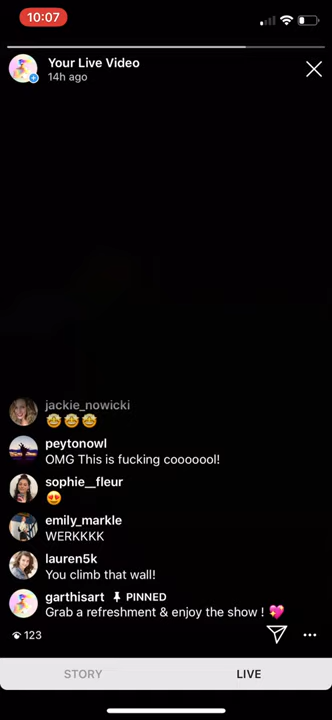 10:07
Your Live Video
14h ago
jackie_nowicki
🤩🤩🤩
peytonowl
OMG This is fucking cooooool!
sophie__fleur
😍
emily_markle
WERKKKK
lauren5k
You climb that wall!
garthisart PINNED
Grab a refreshment & enjoy the show ! 💖
123
STORY LIVE